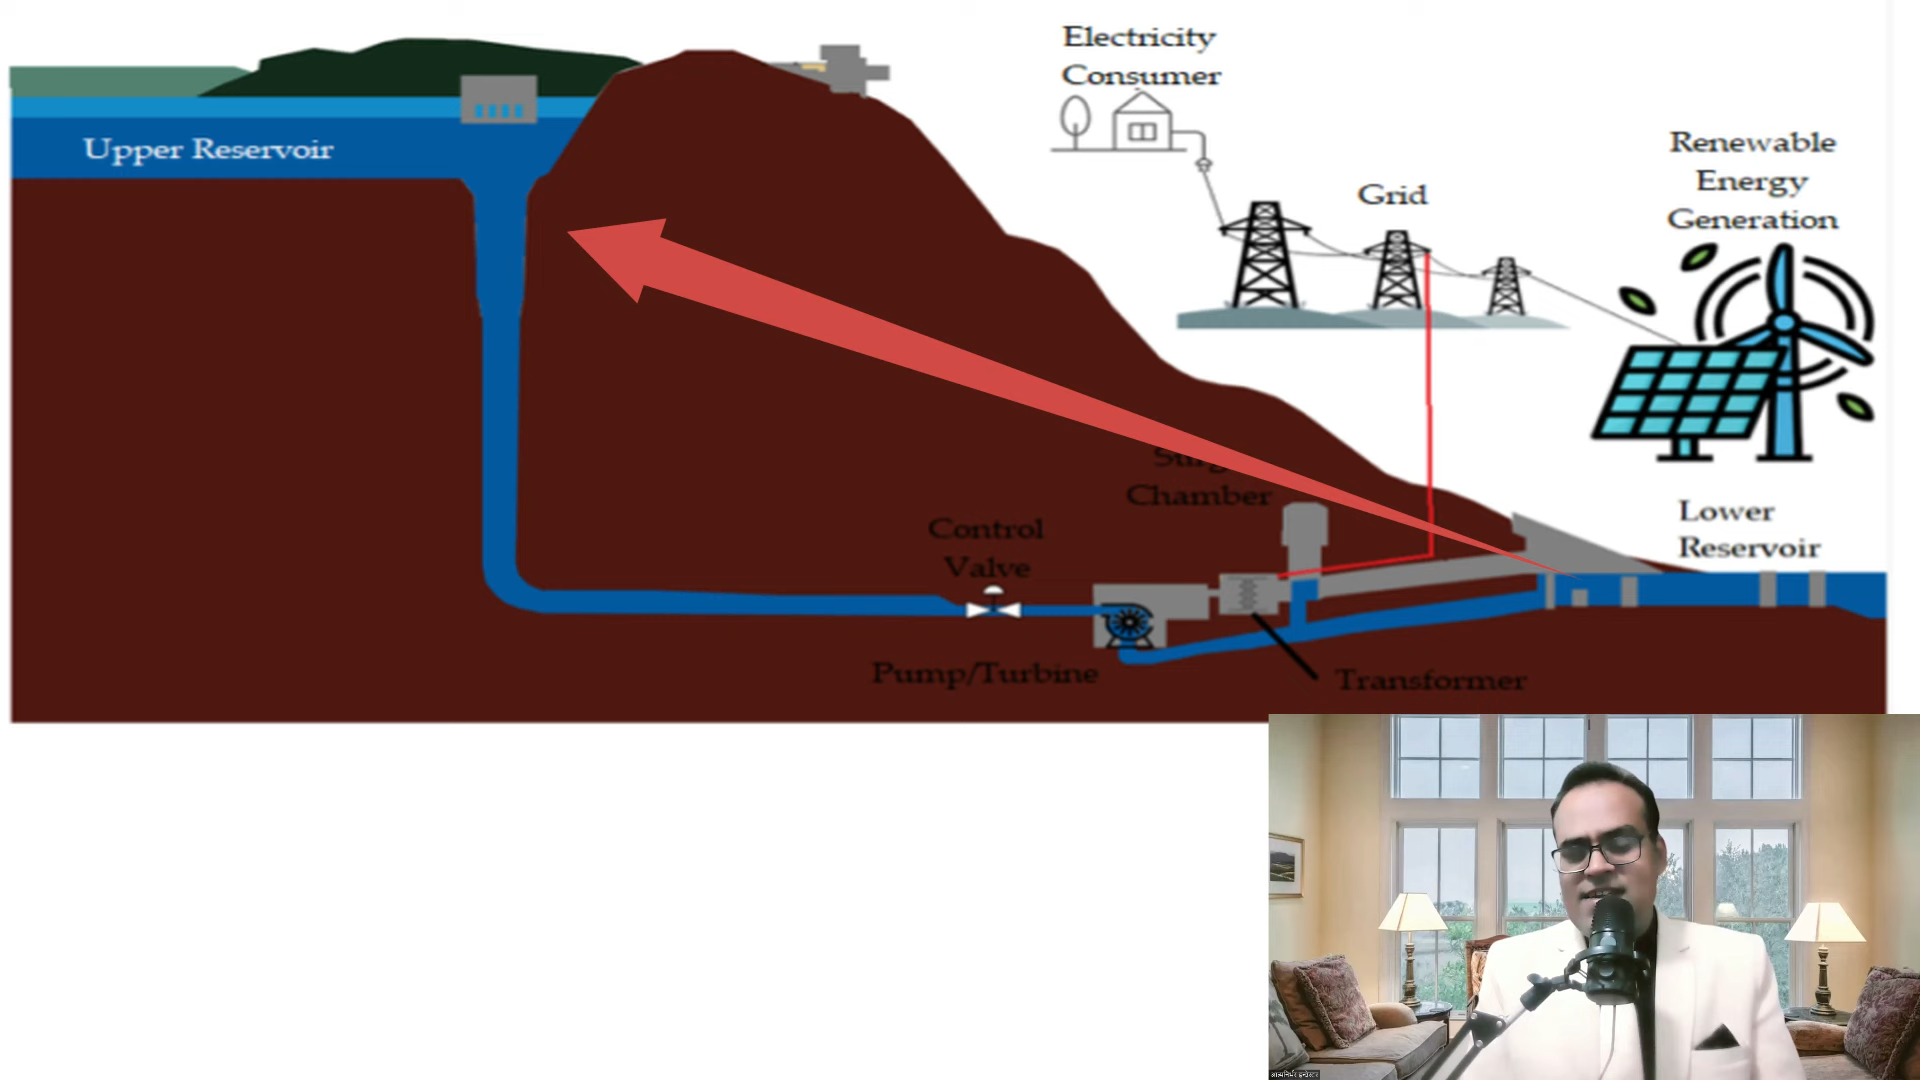 Electricity
Consumer
Upper Reservoir
Grid
Renewable
Energy
Generation
Chamber
Control
Valve
Lower
Reservoir
Pump/Turbine
Transformer